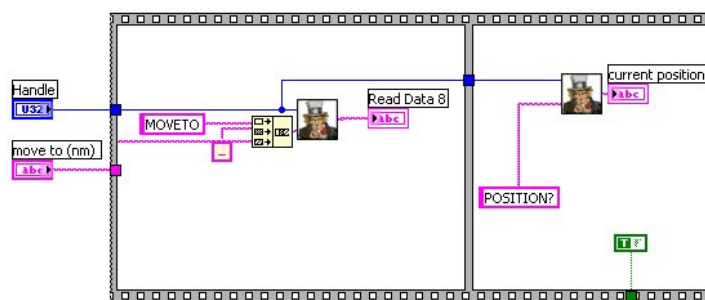 Handle
U32
move to (nm)
abc
MOVETO
Read Data 8
abc
POSITION?
current position
abc
T